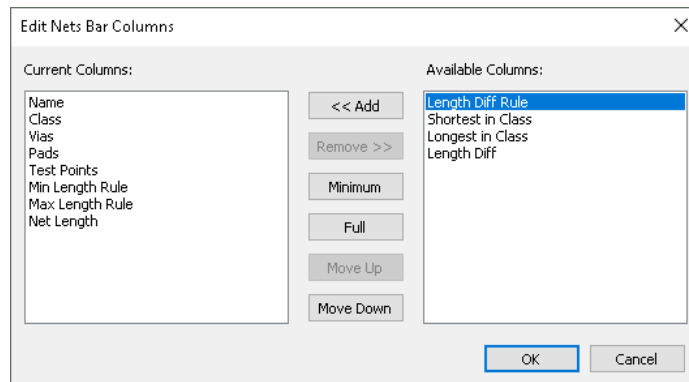 Edit Nets Bar Columns
Current Columns:
Available Columns:
Name
Class
Vias
Pads
Test Points
Min Length Rule
Max Length Rule
Net Length
<< Add
Remove >>
Minimum
Full
Move Up
Move Down
Length Diff Rule
Shortest in Class
Longest in Class
Length Diff
OK
Cancel